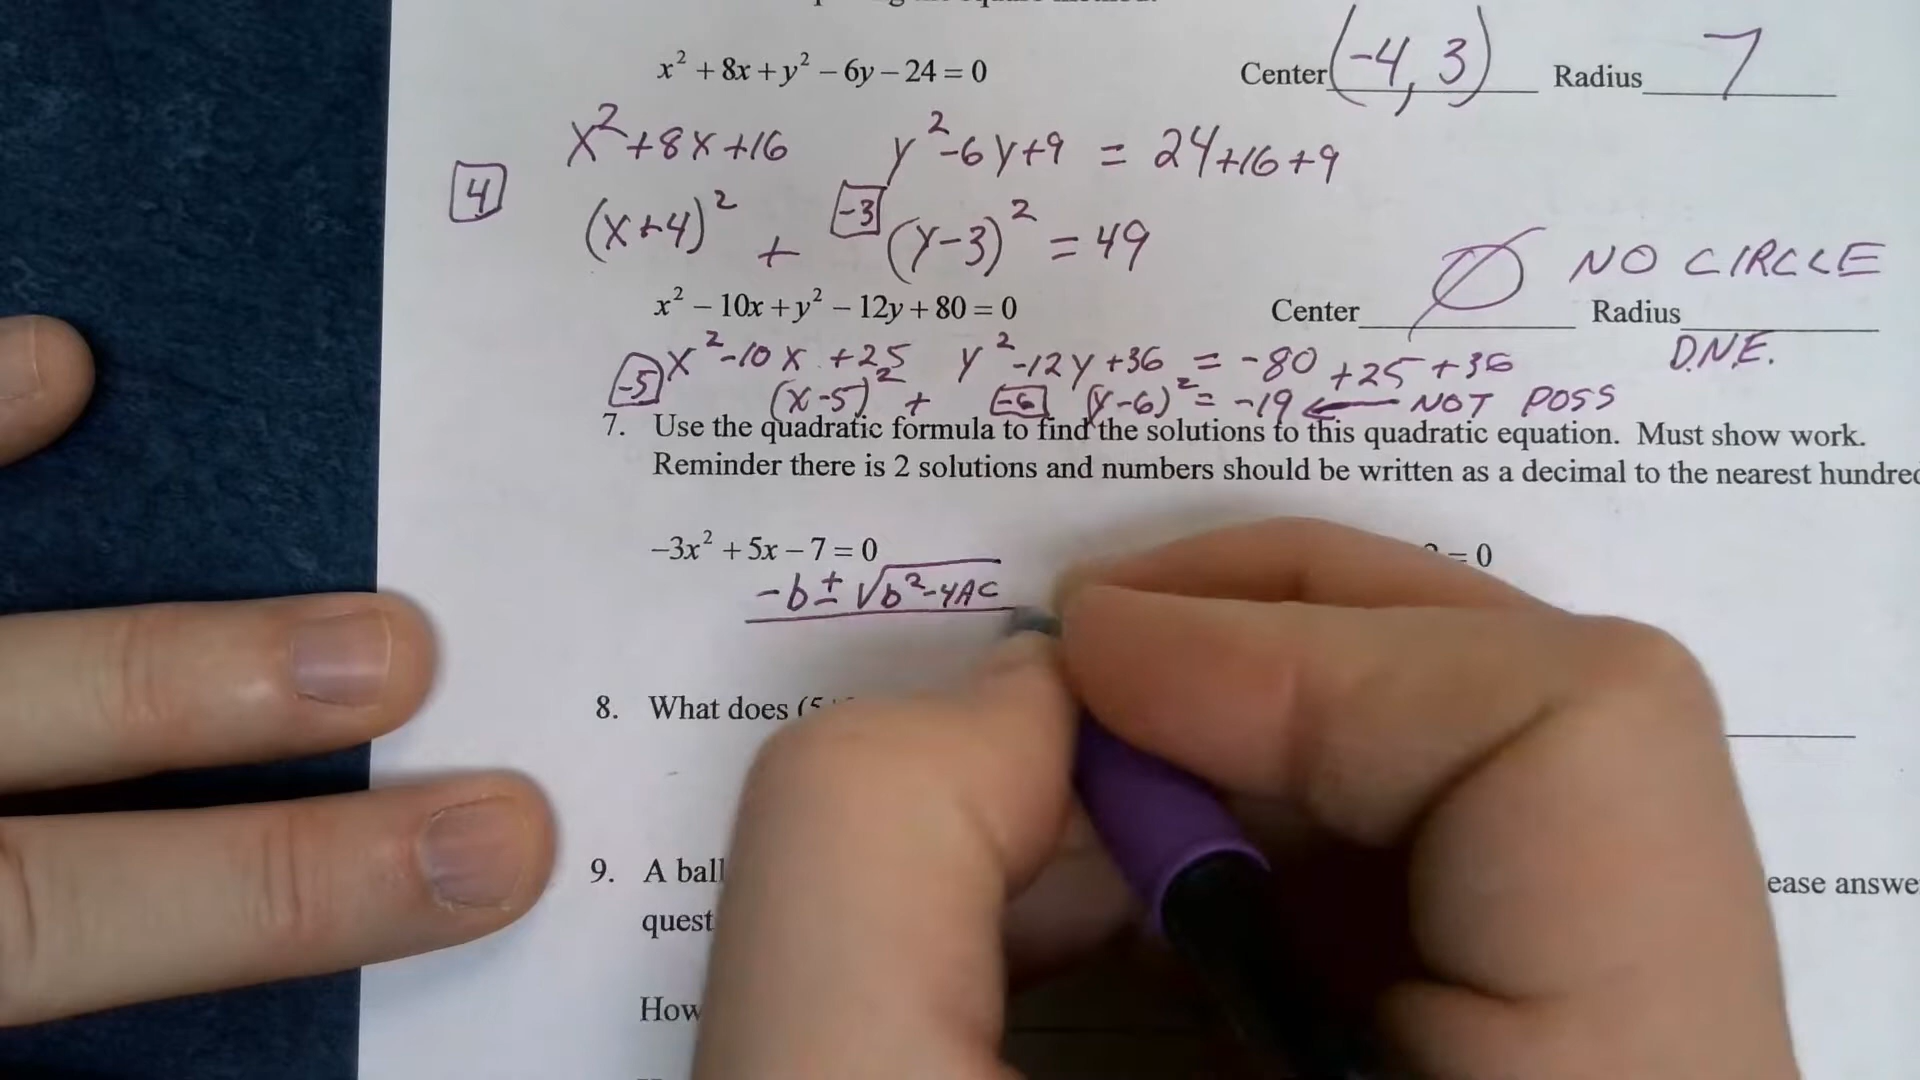 x² + 8x + y² − 6y − 24 = 0 Center (-4, 3) Radius 7
x² + 8x + 16 y² - 6y + 9 = 24 + 16 + 9
4 (x+4)² + -3 (y-3)² = 49
Ø NO CIRCLE
x² − 10x + y² − 12y + 80 = 0 Center Radius
D.N.E.
-5 x² - 10x + 25 y² - 12y + 36 = -80 + 25 + 36
(x-5)² + -6 (y-6)² = -19 ← NOT POSS
7. Use the quadratic formula to find the solutions to this quadratic equation. Must show work.
Reminder there is 2 solutions and numbers should be written as a decimal to the nearest
−3x² + 5x − 7 = 0 = 0
-b ± √b²-4AC
8. What does (5
9. A ball
quest
How